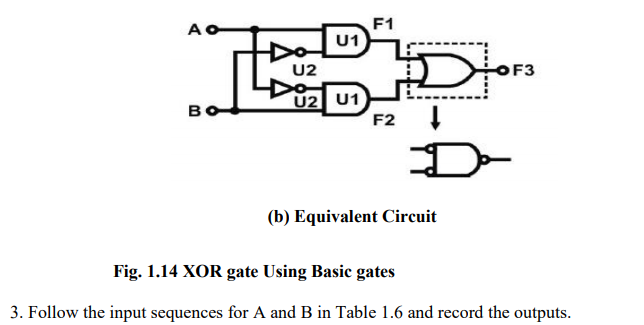 A
F1
U1
U2
F3
U2
U1
B
F2
(b) Equivalent Circuit
Fig. 1.14 XOR gate Using Basic gates
3. Follow the input sequences for A and B in Table 1.6 and record the outputs.